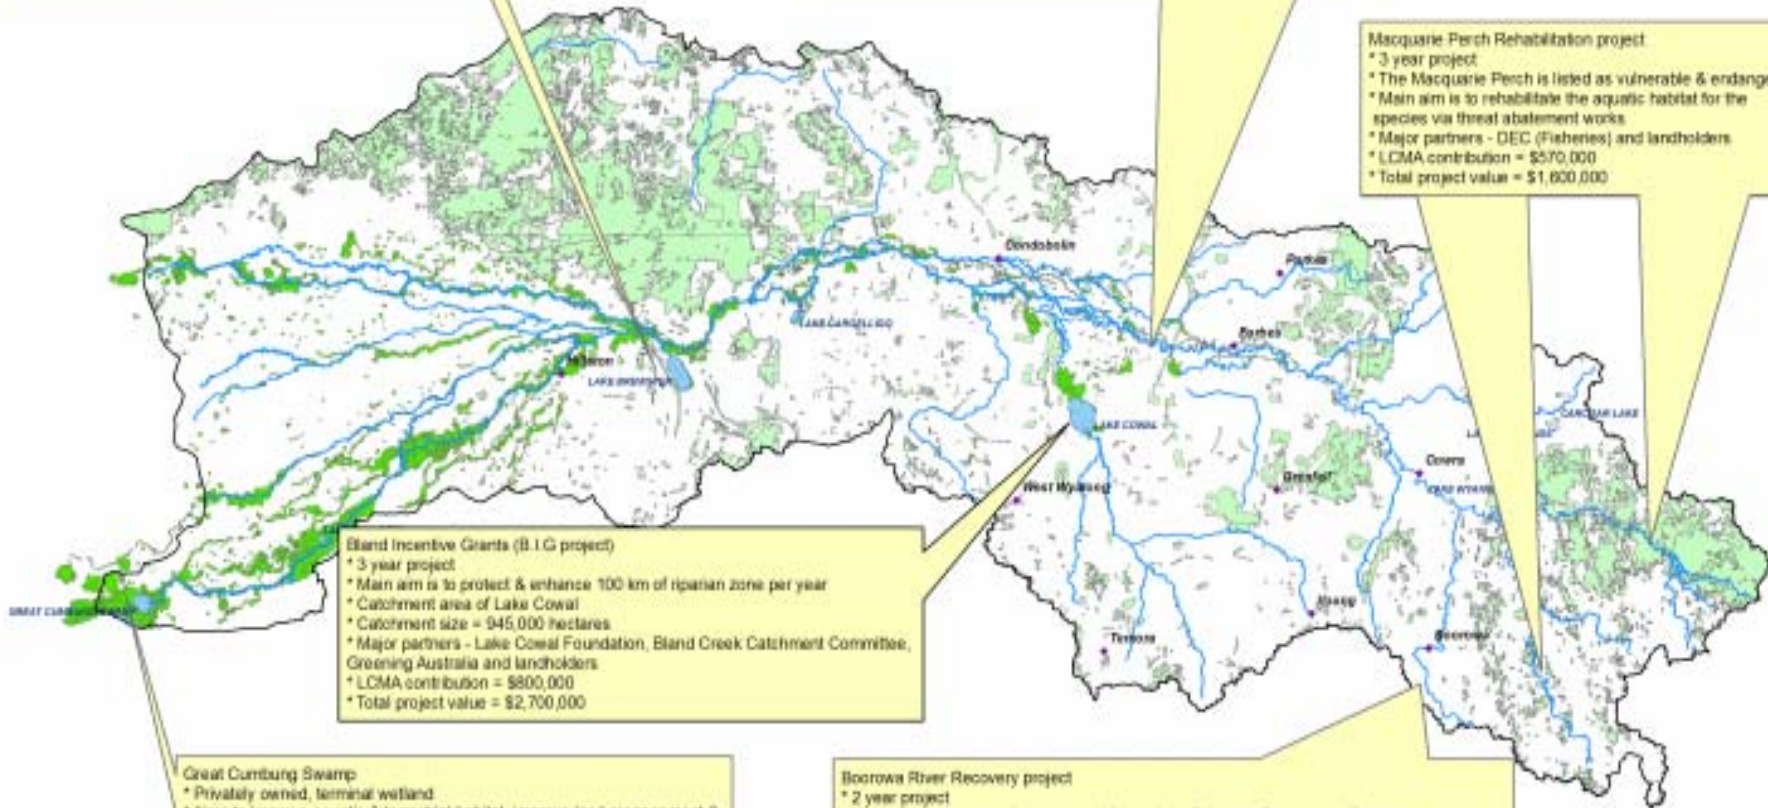 Macquarie Perch Rehabilitation project
* 3 year project
* The Macquarie Perch is listed as vulnerable & endange
* Main aim is to rehabilitate the aquatic habitat for the
species via threat abatement works
* Major partners - DEC (Fisheries) and landholders
* LCMA contribution = $570,000
* Total project value = $1,600,000
Condobolin
Parkes
LAKE CARGELLIGO
Forbes
Hillston
LAKE BREWSTER
CARCOAR LAKE
LAKE COWAL
Cowra
Grenfell
West Wyalong
Bland Incentive Grants (B.I.G project)
* 3 year project
* Main aim is to protect & enhance 100 km of riparian zone per year
* Catchment area of Lake Cowal
* Catchment size = 945,000 hectares
* Major partners - Lake Cowal Foundation, Bland Creek Catchment Committee,
Greening Australia and landholders
* LCMA contribution = $800,000
* Total project value = $2,700,000
GREAT CUMBUNG SWAMP
Young
Temora
Boorowa
Great Cumbung Swamp
* Privately owned, terminal wetland
Boorowa River Recovery project
* 2 year project